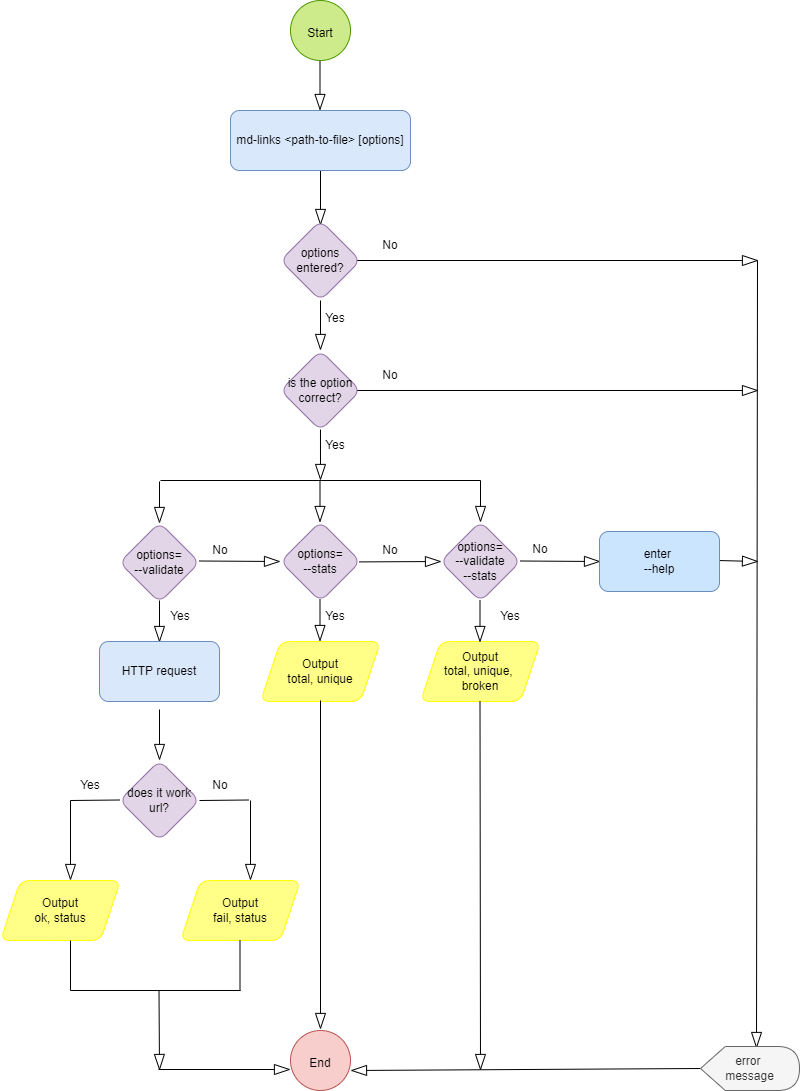 Start
md-links <path-to-file> [options]
options
entered?
No
Yes
is the option
correct?
No
Yes
options=
--validate
No
options=
--stats
No
options=
--validate
--stats
No
enter
--help
Yes
Yes
Yes
HTTP request
Output
total, unique
Output
total, unique,
broken
does it work
url?
Yes
No
Output
ok, status
Output
fail, status
End
error
message